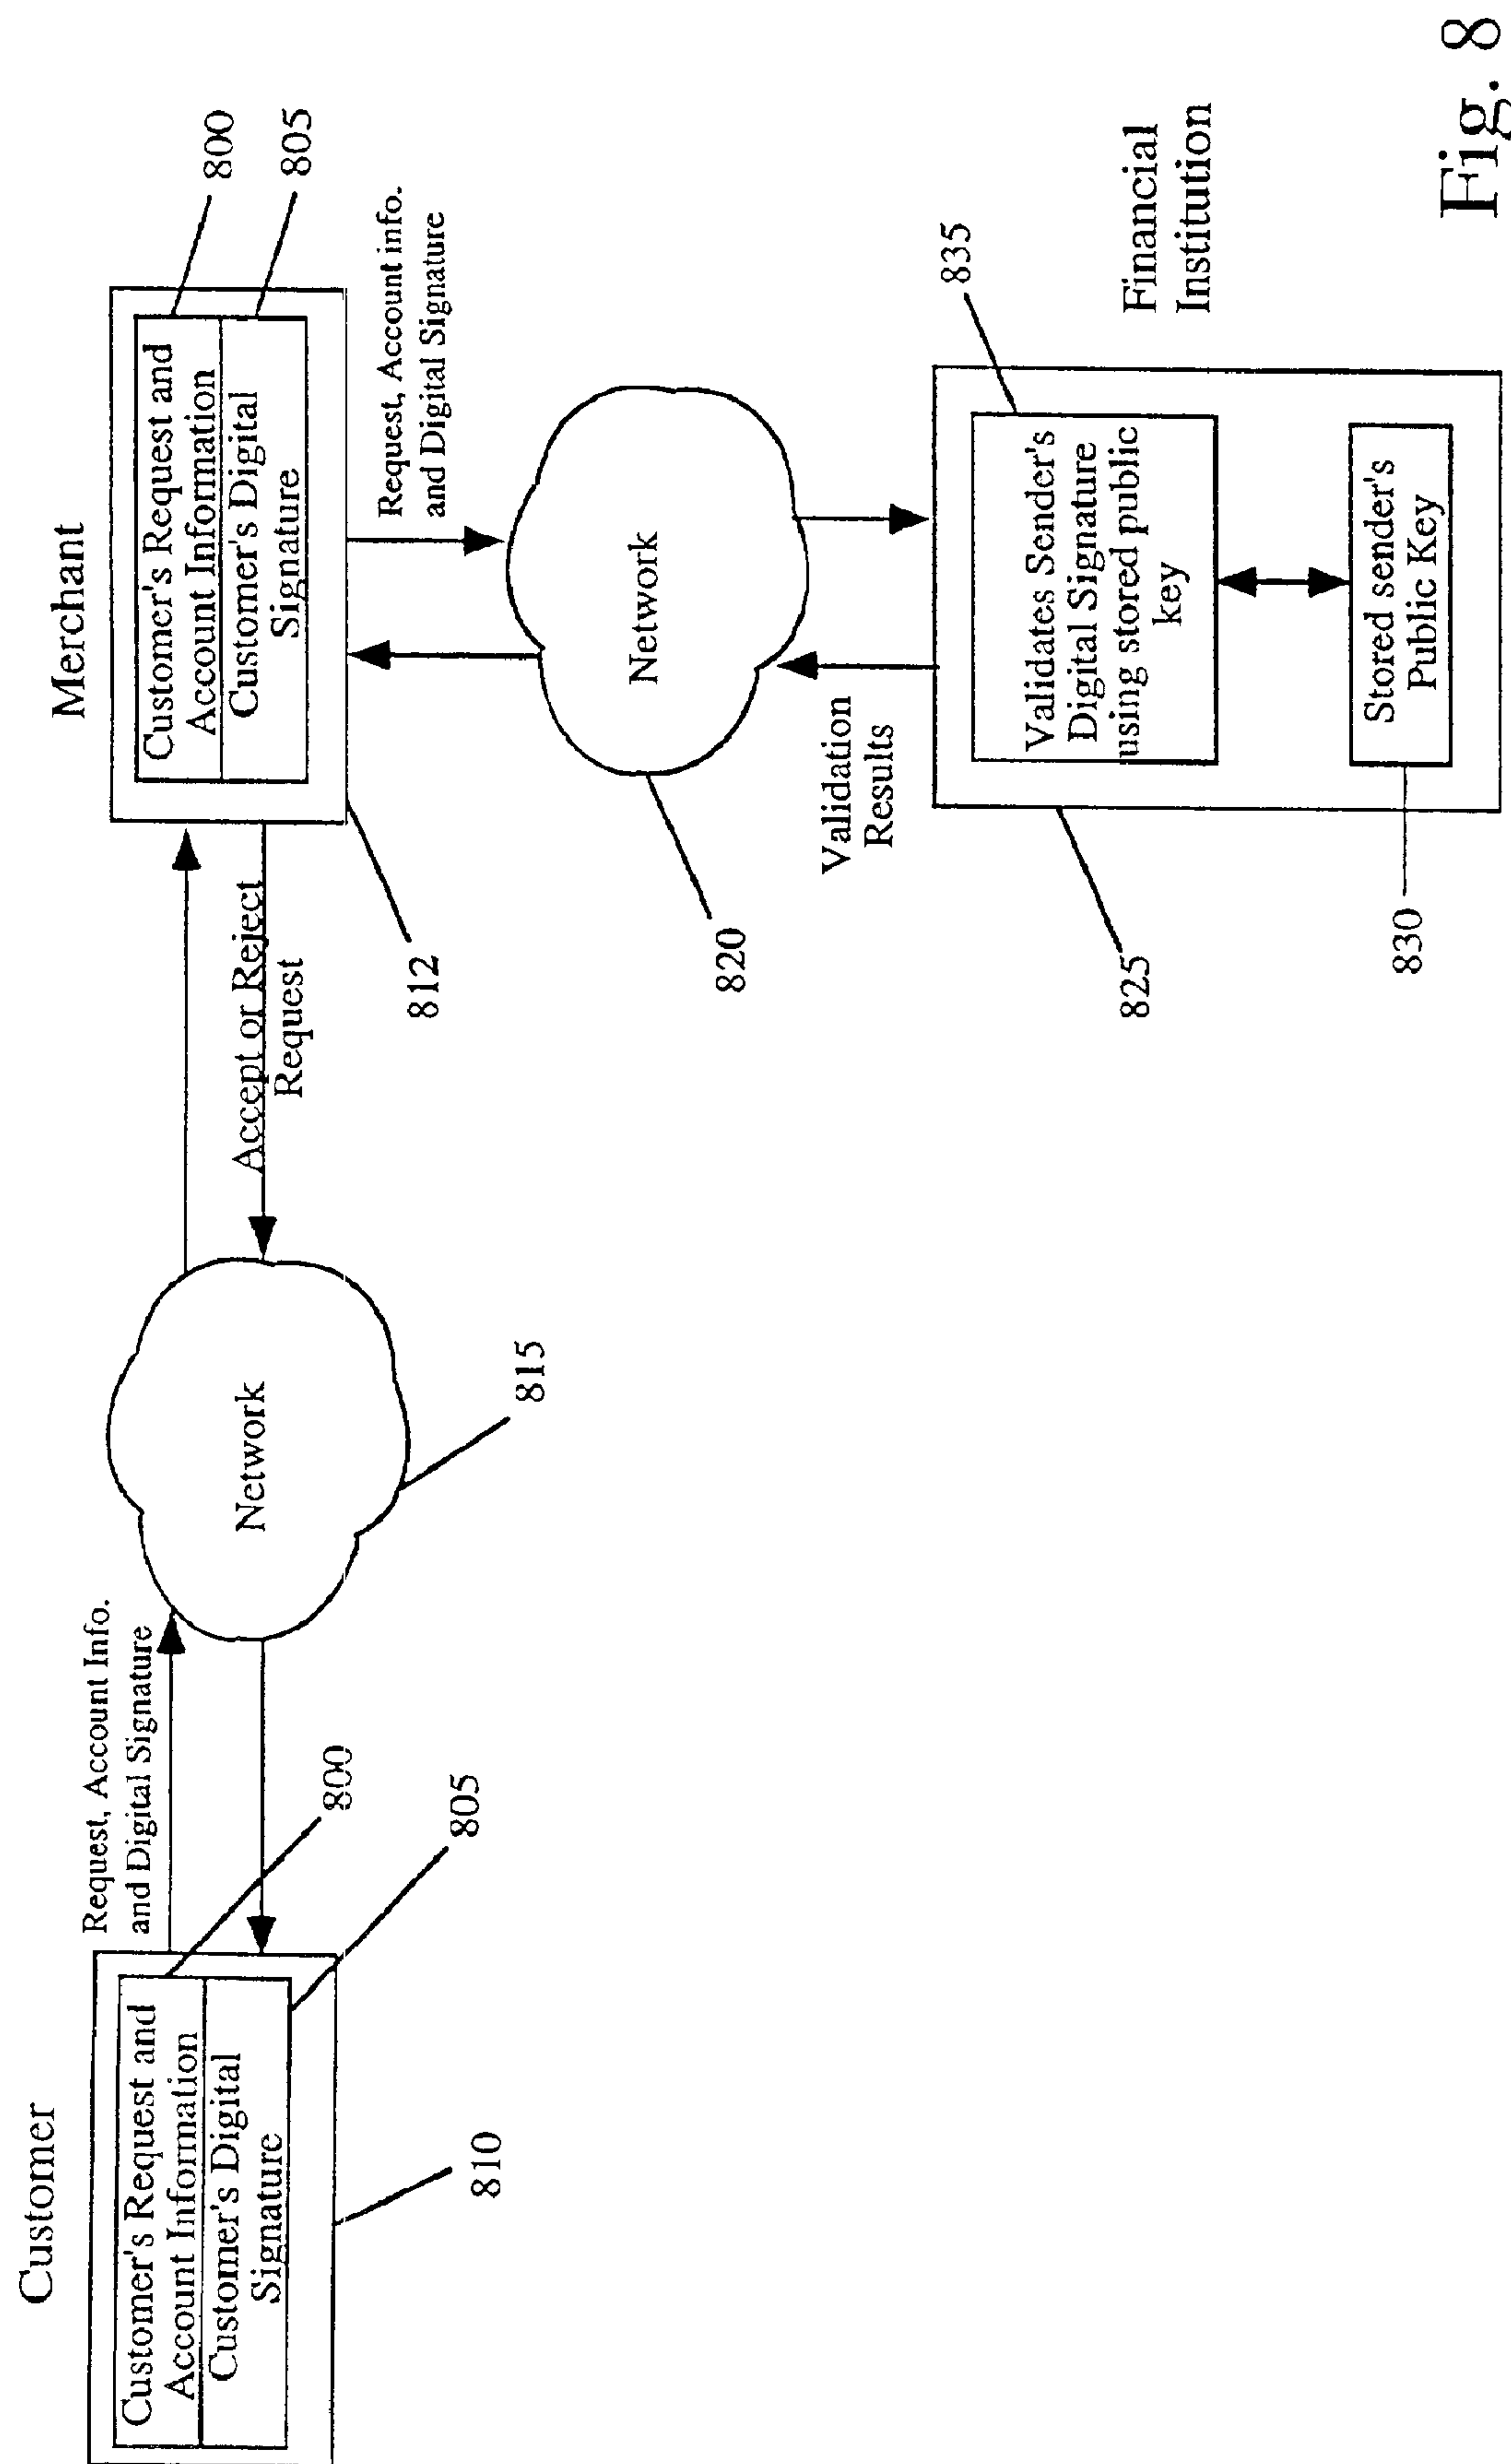 Customer
Customer's Request and
Account Information
Customer's Digital
Signature
810
800
805
Request, Account Info.
and Digital Signature
Network
815
Accept or Reject
Request
Merchant
Customer's Request and
Account Information
Customer's Digital
Signature
800
805
812
Request, Account info.
and Digital Signature
Network
820
Validation
Results
Validates Sender's
Digital Signature
using stored public
key
835
Stored sender's
Public Key
825
830
Financial
Institution
Fig. 8